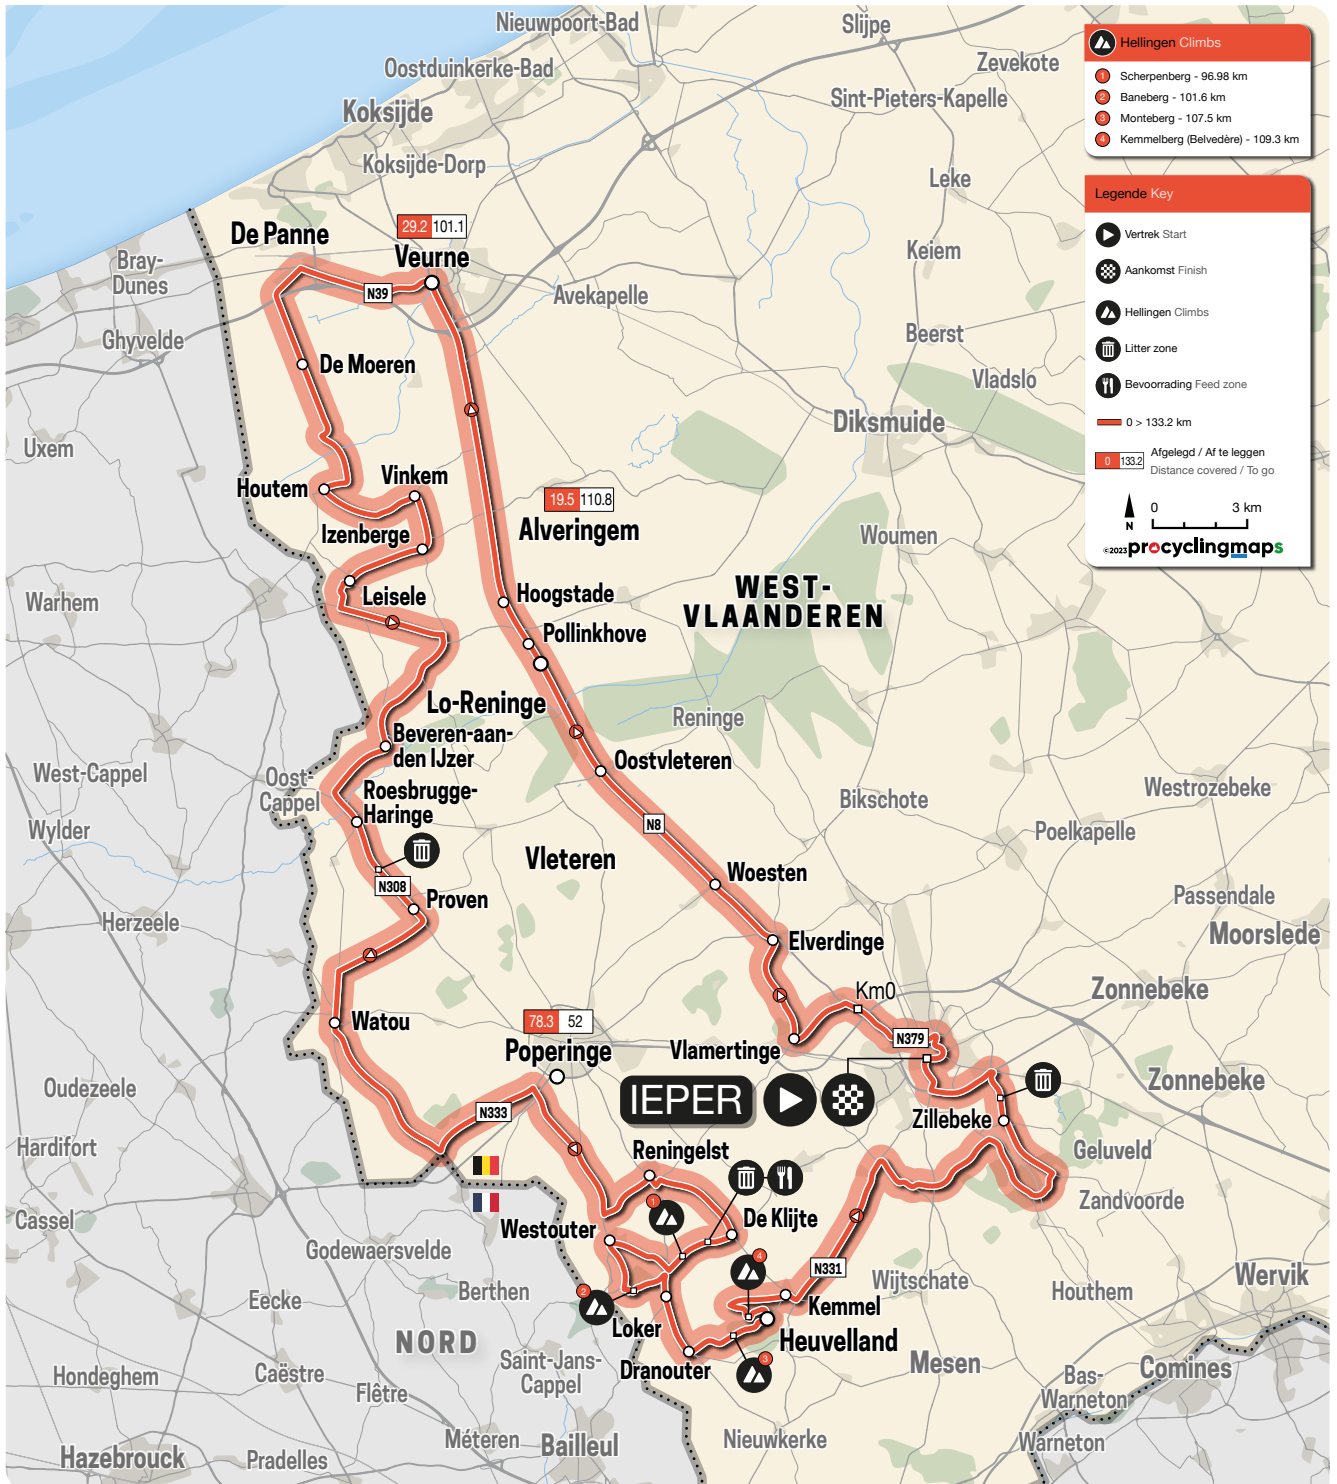 Nieuwpoort-Bad
Slijpe
Oostduinkerke-Bad
Zevekote
Koksijde
Sint-Pieters-Kapelle
Koksijde-Dorp
Leke
Hellingen Climbs
1 Scherpenberg - 96.98 km
2 Baneberg - 101.6 km
3 Monteberg - 107.5 km
4 Kemmelberg (Belvedère) - 109.3 km
Legende Key
Vertrek Start
Aankomst Finish
Hellingen Climbs
Litter zone
Bevoorrading Feed zone
0 > 133.2 km
0 133.2 Afgelegd / Af te leggen
Distance covered / To go
N
0 3 km
©2023 procyclingmaps
De Panne
29.2 101.1
Veurne
Keiem
Bray-
Dunes
N39
Avekapelle
Ghyvelde
Beerst
De Moeren
Vladslo
Diksmuide
Uxem
Houtem
Vinkem
19.5 110.8
Alveringem
Izenberge
Woumen
Warhem
Leisele
Hoogstade
WEST-
VLAANDEREN
Pollinkhove
Lo-Reninge
Reninge
Beveren-aan-
den IJzer
Oostvleteren
West-Cappel
Oost-
Cappel
Roesbrugge-
Haringe
Bikschote
Westrozebeke
Wylder
N8
Poelkapelle
Vleteren
Woesten
N308
Proven
Passendale
Herzeele
Elverdinge
Moorslede
Km0
Zonnebeke
78.3 52
Watou
Poperinge
Vlamertinge
N379
Oudezeele
N333
IEPER
Zonnebeke
Zillebeke
Hardifort
Reningelst
Geluveld
Zandvoorde
Cassel
Westouter
1
De Klijte
Godewaersvelde
4
N331
Wijtschate
Wervik
Eecke
Berthen
2
Houthem
Kemmel
NORD
Loker
Heuvelland
Saint-Jans-
Cappel
Dranouter
3
Mesen
Hondeghem
Caëstre
Flêtre
Bas-
Warneton
Comines
Méteren
Bailleul
Nieuwkerke
Warneton
Hazebrouck
Pradelles